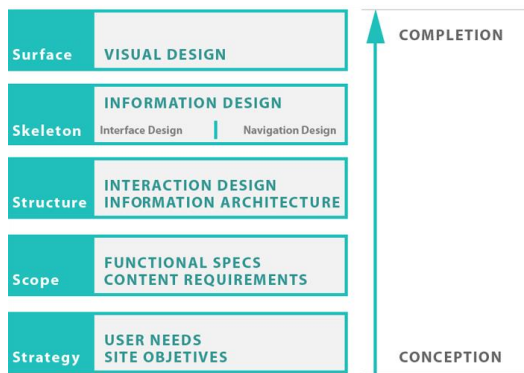 COMPLETION
Surface VISUAL DESIGN
INFORMATION DESIGN
Skeleton Interface Design Navigation Design
INTERACTION DESIGN
Structure INFORMATION ARCHITECTURE
FUNCTIONAL SPECS
Scope CONTENT REQUIREMENTS
USER NEEDS
Strategy SITE OBJETIVES CONCEPTION